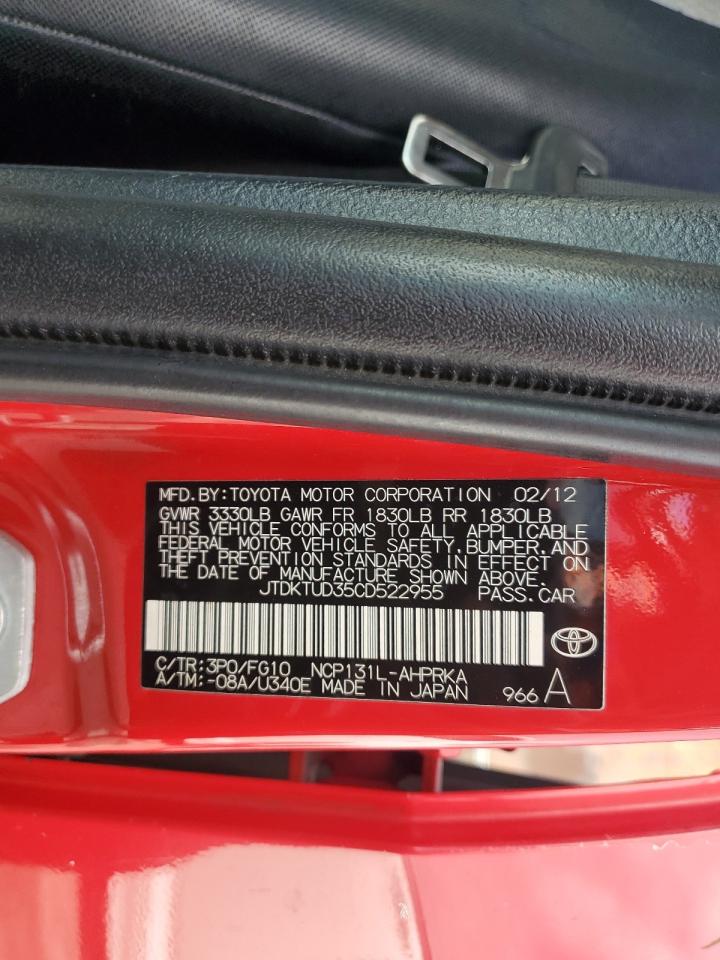 MFD.BY:TOYOTA MOTOR CORPORATION 02/12
GVWR 3330LB GAWR FR 1830LB RR 1830LB
THIS VEHICLE CONFORMS TO ALL APPLICABLE
FEDERAL MOTOR VEHICLE SAFETY,BUMPER,AND
THEFT PREVENTION STANDARDS IN EFFECT ON
THE DATE OF MANUFACTURE SHOWN ABOVE.
JTDKTUD35CD522955 PASS.CAR
C/TR:3P0/FG10 NCP131L-AHPRKA
A/TM:-08A/U340E MADE IN JAPAN 966 A